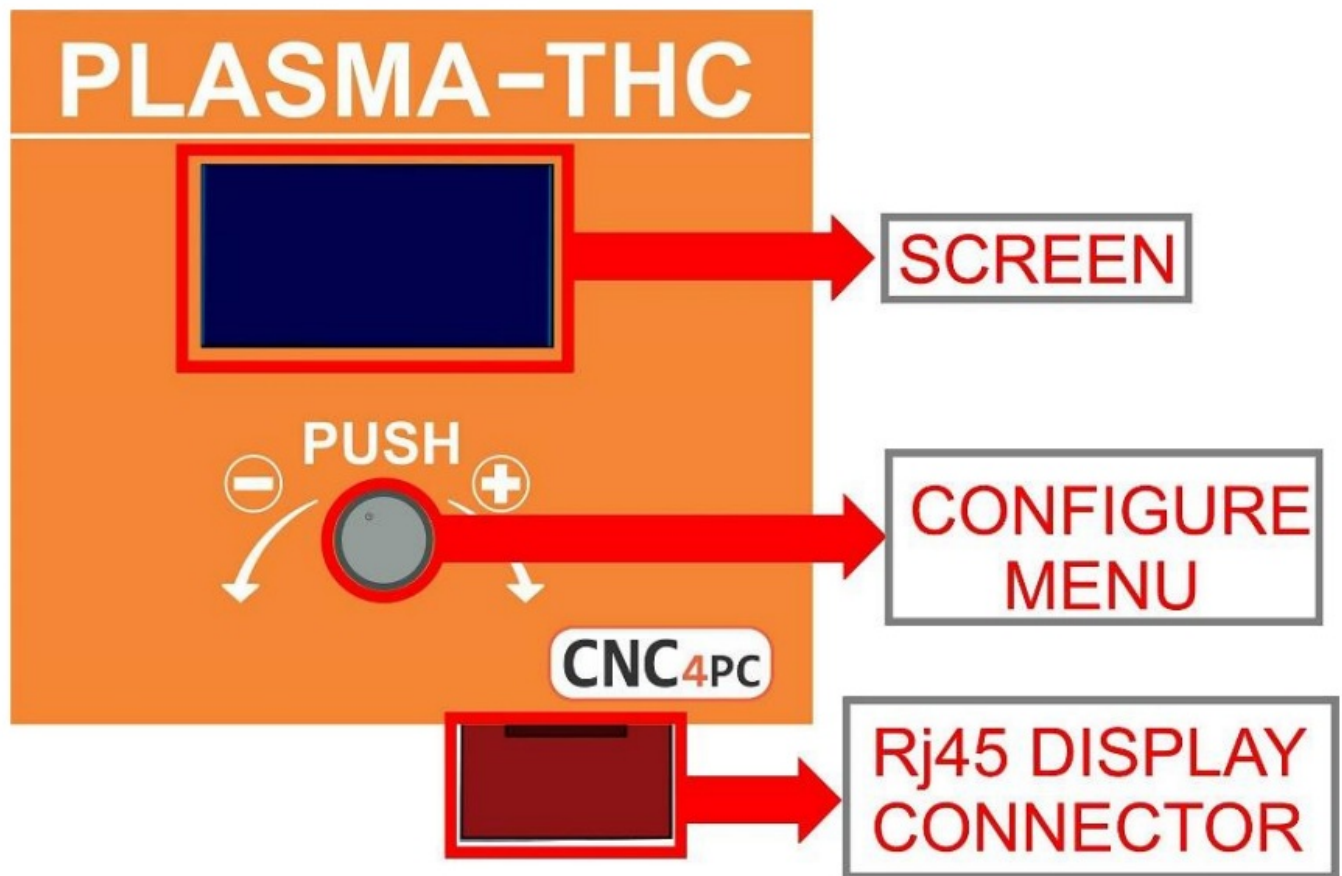 PLASMA-THC
SCREEN
PUSH
CONFIGURE
MENU
CNC4PC
Rj45 DISPLAY
CONNECTOR